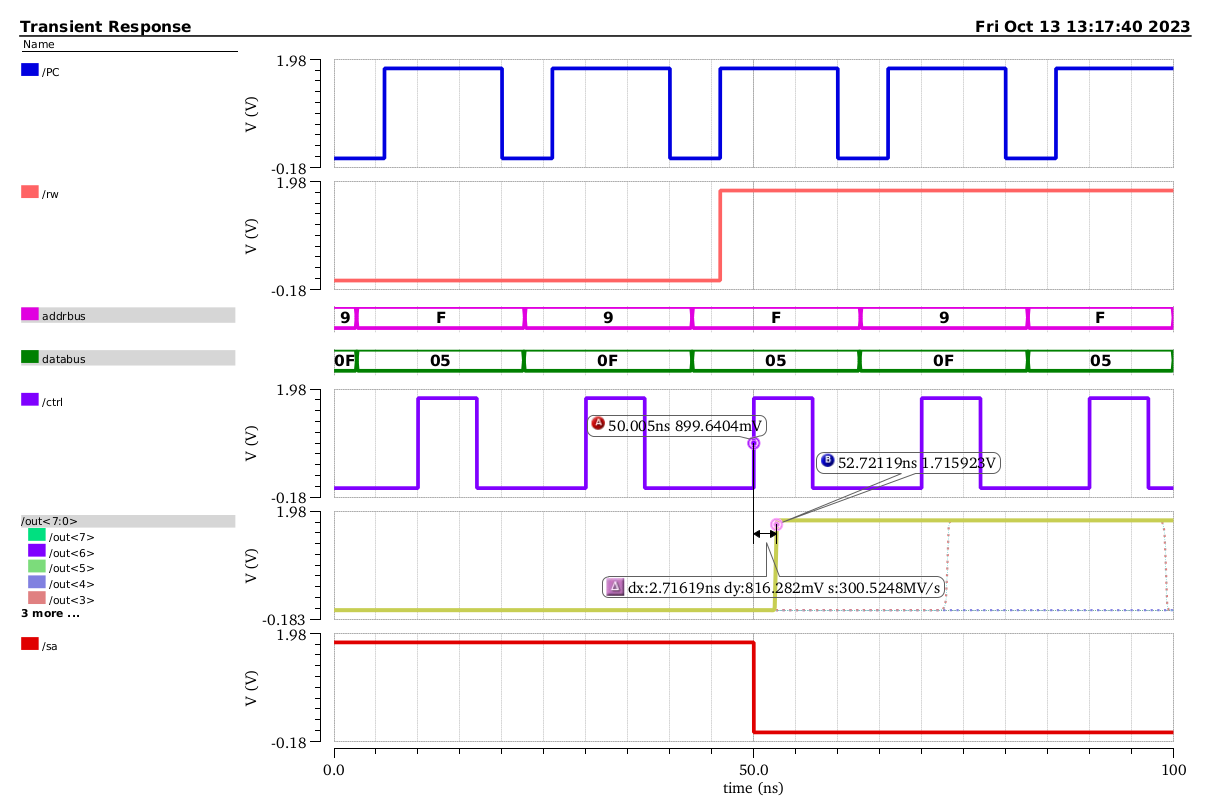 Transient Response Fri Oct 13 13:17:40 2023
Name
/PC
1.98
V (V)
-0.18
/rw
1.98
V (V)
-0.18
addrbus
9 F 9 F 9 F
databus
0F 05 0F 05 0F 05
/ctrl
1.98
V (V)
-0.18
A 50.005ns 899.6404mV
B 52.72119ns 1.715923V
/out<7:0>
/out<7>
/out<6>
/out<5>
/out<4>
/out<3>
3 more ...
1.98
V (V)
-0.183
Δ dx:2.71619ns dy:816.282mV s:300.5248MV/s
/sa
1.98
V (V)
-0.18
0.0 50.0 100
time (ns)